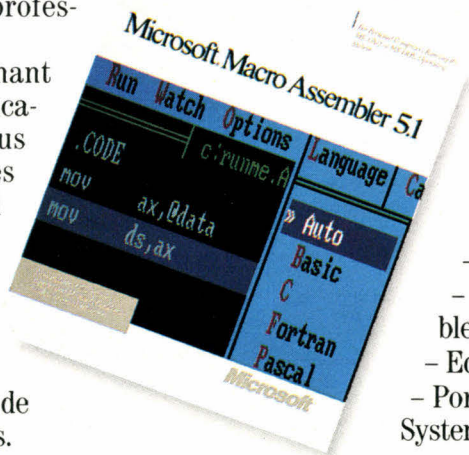 profes-
nant
ca-
us
es
de
s.
Microsoft Macro Assembler 5.1
Run Watch Options
Language Ca
c:runme.A
.CODE
mov ax,@data
mov ds,ax
» Auto
Basic
C
Fortran
Pascal
Microsoft
–
–
ble
– Ed
– Por
System